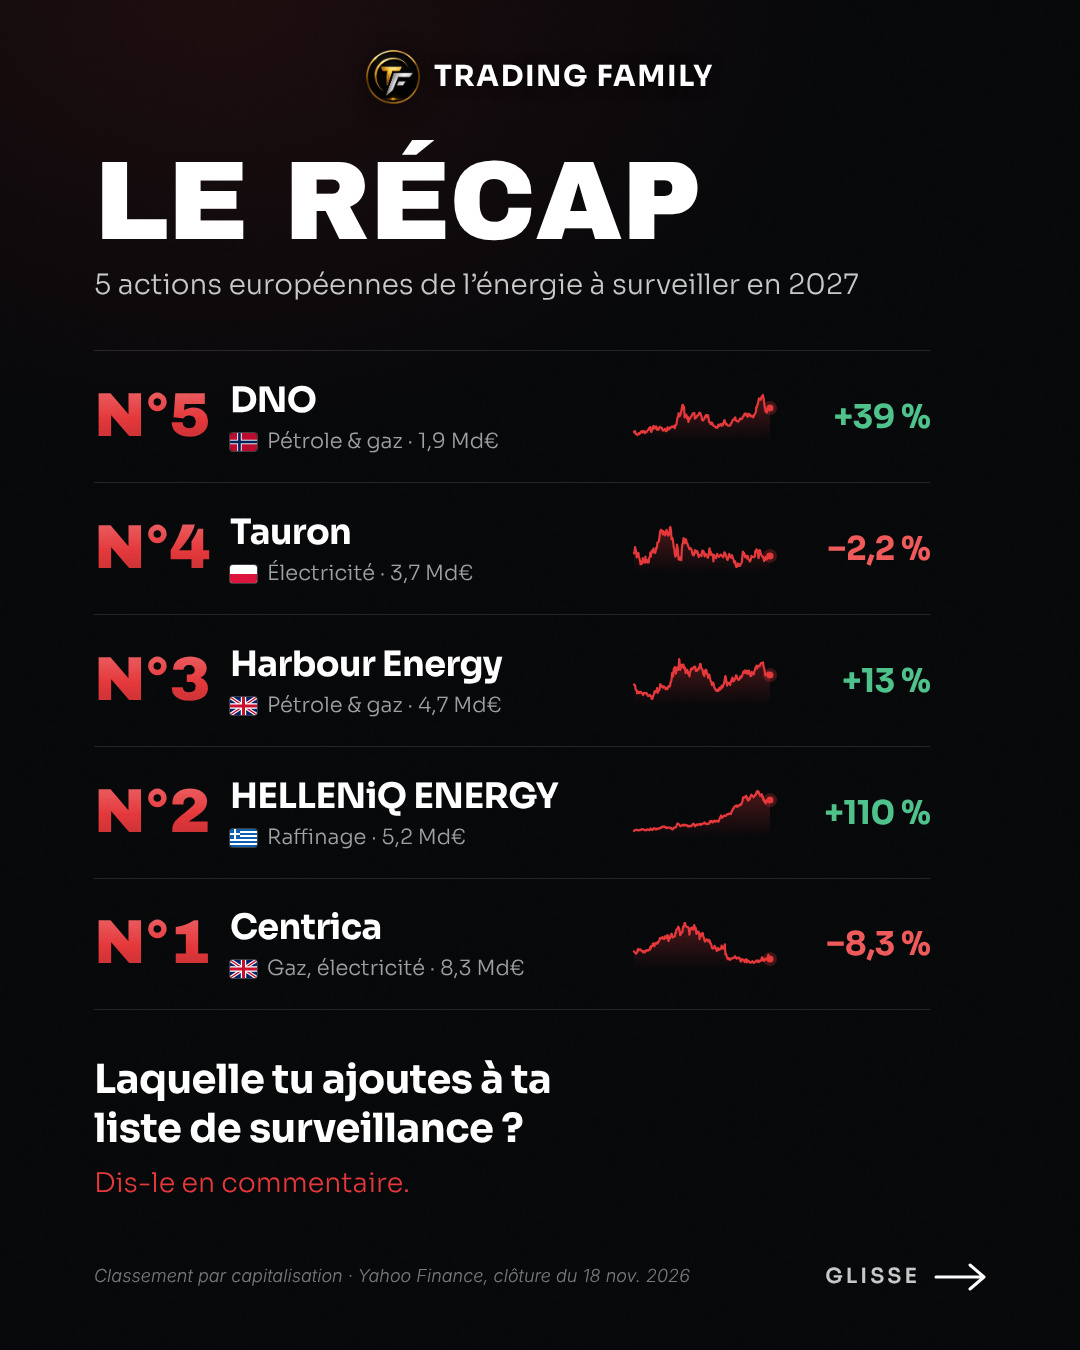 TF TRADING FAMILY
LE RÉCAP
5 actions européennes de l’énergie à surveiller en 2027
N°5 DNO +39 %
Pétrole & gaz · 1,9 Md€
N°4 Tauron −2,2 %
Électricité · 3,7 Md€
N°3 Harbour Energy +13 %
Pétrole & gaz · 4,7 Md€
N°2 HELLENiQ ENERGY +110 %
Raffinage · 5,2 Md€
N°1 Centrica −8,3 %
Gaz, électricité · 8,3 Md€
Laquelle tu ajoutes à ta
liste de surveillance ?
Dis-le en commentaire.
Classement par capitalisation · Yahoo Finance, clôture du 18 nov. 2026
GLISSE